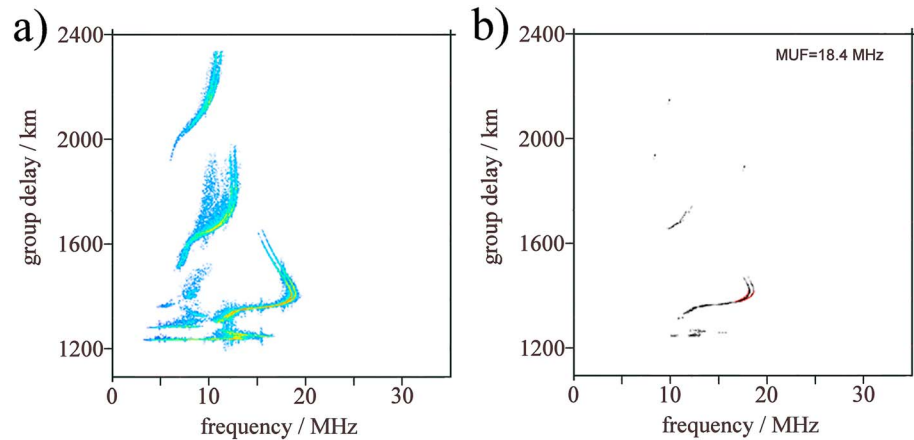 a)
2400
2000
1600
1200
group delay / km
0 10 20 30
frequency / MHz
b)
MUF=18.4 MHz
2400
2000
1600
1200
group delay / km
0 10 20 30
frequency / MHz